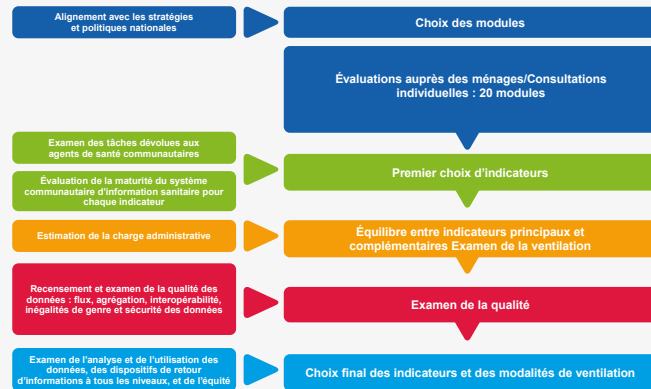 Alignement avec les stratégies
et politiques nationales
Choix des modules
Évaluations auprès des ménages/Consultations
individuelles : 20 modules
Examen des tâches dévolues aux
agents de santé communautaires
Évaluation de la maturité du système
communautaire d'information sanitaire pour
chaque indicateur
Premier choix d'indicateurs
Estimation de la charge administrative
Équilibre entre indicateurs principaux et
complémentaires Examen de la ventilation
Recensement et examen de la qualité des
données : flux, agrégation, interopérabilité,
inégalités de genre et sécurité des données
Examen de la qualité
Examen de l'analyse et de l'utilisation des
données, des dispositifs de retour
d'informations à tous les niveaux, et de l'équité
Choix final des indicateurs et des modalités de ventilation